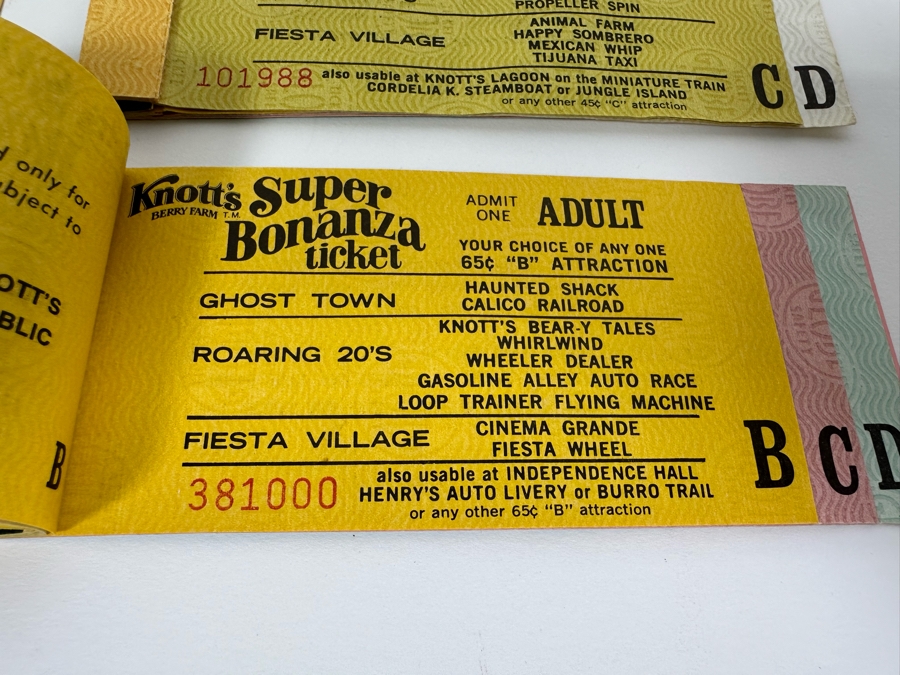 PROPELLER SPIN
FIESTA VILLAGE
ANIMAL FARM
HAPPY SOMBRERO
MEXICAN WHIP
TIJUANA TAXI
101988
also usable at KNOTT'S LAGOON on the MINIATURE TRAIN
CORDELIA K. STEAMBOAT or JUNGLE ISLAND
or any other 45¢ "C" attraction
C D
only for
bject to
OTT'S
BLIC
B
Knott's
BERRY FARM T.M.
Super
Bonanza
ticket
ADMIT
ONE
ADULT
YOUR CHOICE OF ANY ONE
65¢ "B" ATTRACTION
GHOST TOWN
HAUNTED SHACK
CALICO RAILROAD
ROARING 20'S
KNOTT'S BEAR-Y TALES
WHIRLWIND
WHEELER DEALER
GASOLINE ALLEY AUTO RACE
LOOP TRAINER FLYING MACHINE
FIESTA VILLAGE
CINEMA GRANDE
FIESTA WHEEL
381000
also usable at INDEPENDENCE HALL
HENRY'S AUTO LIVERY or BURRO TRAIL
or any other 65¢ "B" attraction
B C D